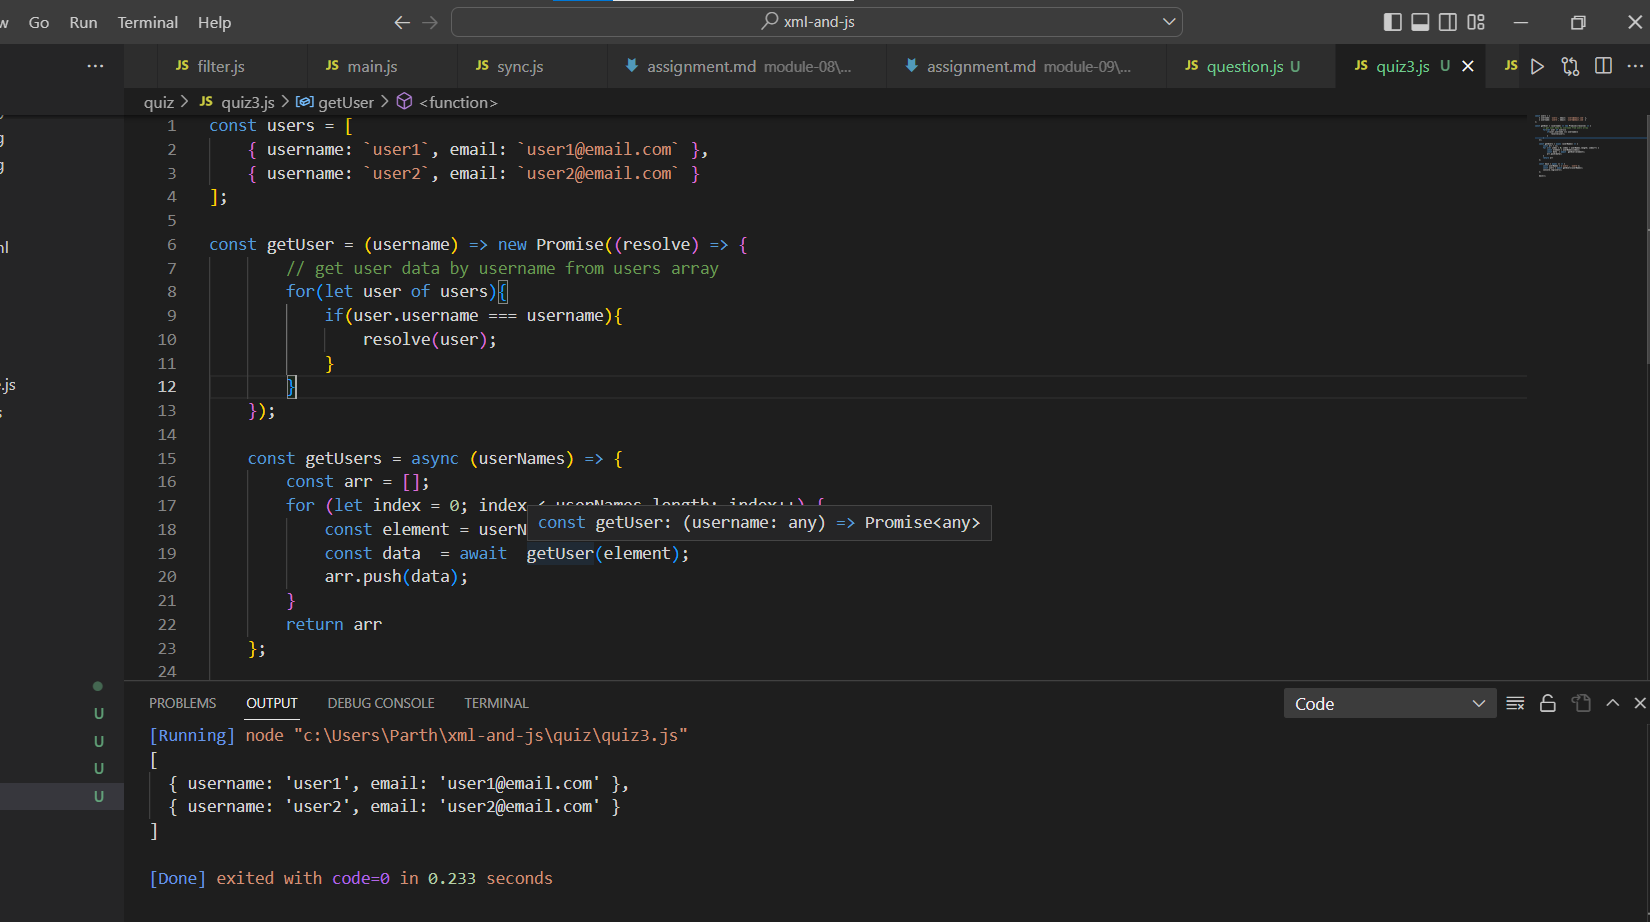 Go Run Terminal Help
xml-and-js
JS filter.js JS main.js JS sync.js assignment.md module-08\... assignment.md module-09\... JS question.js U JS quiz3.js U JS
quiz > JS quiz3.js > getUser > <function>
1 const users = [
2 { username: `user1`, email: `user1@email.com` },
3 { username: `user2`, email: `user2@email.com` }
4 ];
5
6 const getUser = (username) => new Promise((resolve) => {
7 // get user data by username from users array
8 for(let user of users){
9 if(user.username === username){
10 resolve(user);
11 }
12 }
13 });
14
15 const getUsers = async (userNames) => {
16 const arr = [];
17 for (let index = 0; index < userNames.length; index++) {
const getUser: (username: any) => Promise<any>
18 const element = userN
19 const data = await getUser(element);
20 arr.push(data);
21 }
22 return arr
23 };
24
.js
U
U
U
U
PROBLEMS OUTPUT DEBUG CONSOLE TERMINAL
Code
[Running] node "c:\Users\Parth\xml-and-js\quiz\quiz3.js"
[
{ username: 'user1', email: 'user1@email.com' },
{ username: 'user2', email: 'user2@email.com' }
]
[Done] exited with code=0 in 0.233 seconds